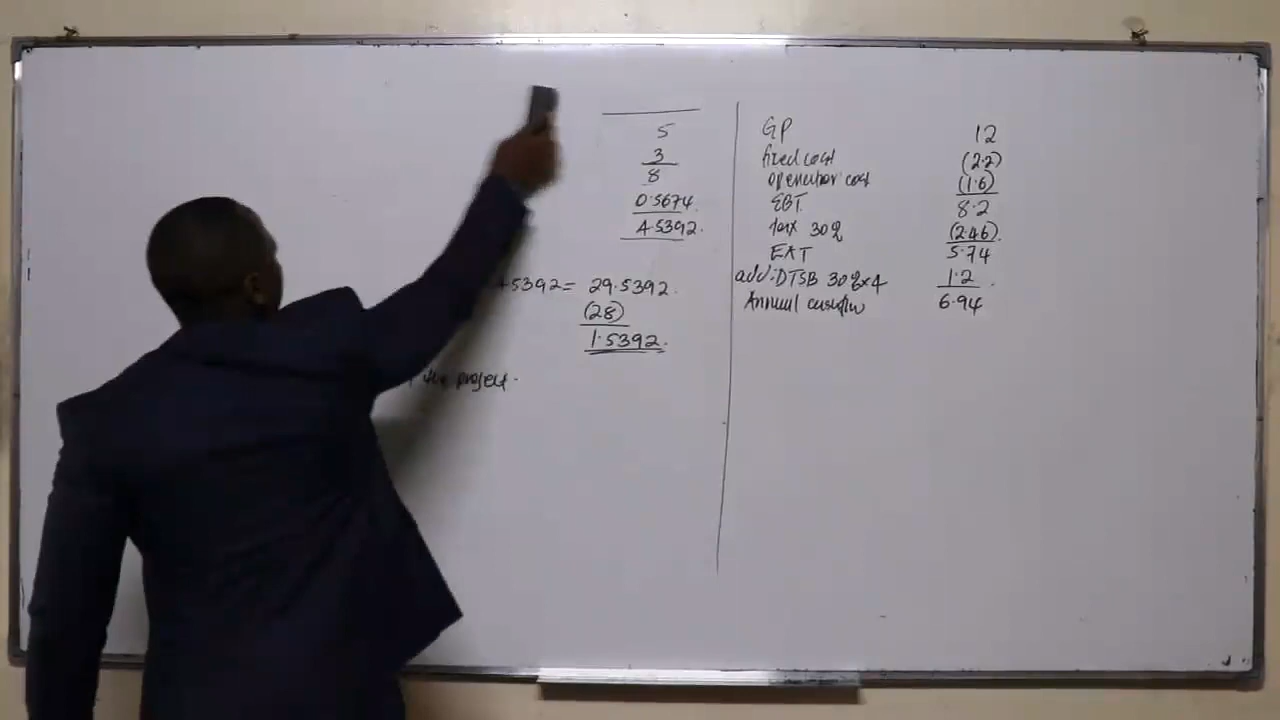 5
3
8
0.5674
4.5392.
5392 = 29.5392.
(28)
1.5392.
the project.
GP 12
fixed cost (2.2)
operation cost (1.6)
EBT 8.2
tax 30% (2.46)
EAT 5.74
add: DTSB 30% x 4 1.2
Annual cashflow 6.94